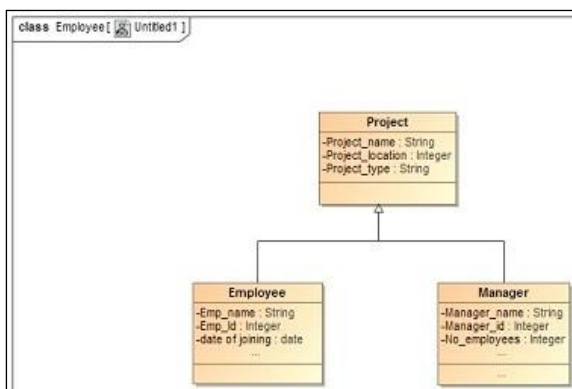 class Employee [ Untitled1 ]
Project
-Project_name : String
-Project_location : Integer
-Project_type : String
Employee
-Emp_name : String
-Emp_Id : Integer
-date of joining : date
...
Manager
-Manager_name : String
-Manager_id : Integer
-No_employees : Integer
...
...